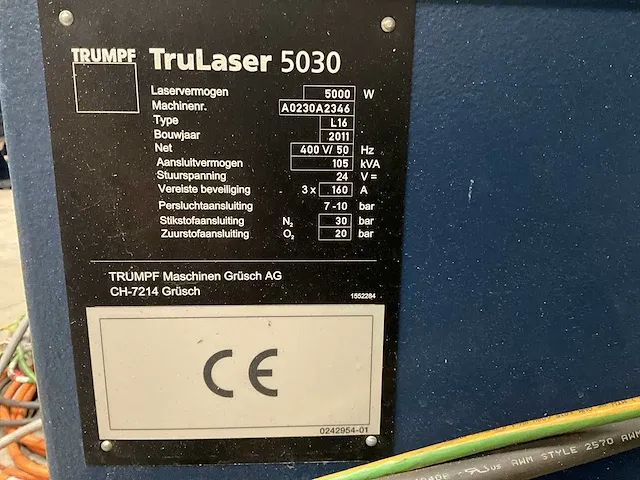 TRUMPF TruLaser 5030
Laservermogen 5000 W
Machinenr. A0230A2346
Type L16
Bouwjaar 2011
Net 400 V/ 50 Hz
Aansluitvermogen 105 kVA
Stuurspanning 24 V =
Vereiste beveiliging 3 x 160 A
Persluchtaansluiting 7 -10 bar
Stikstofaansluiting N₂ 30 bar
Zuurstofaansluiting O₂ 20 bar
TRUMPF Maschinen Grüsch AG
CH-7214 Grüsch
1552284
CE
0242954-01
us AWM STYLE 2570 AWM